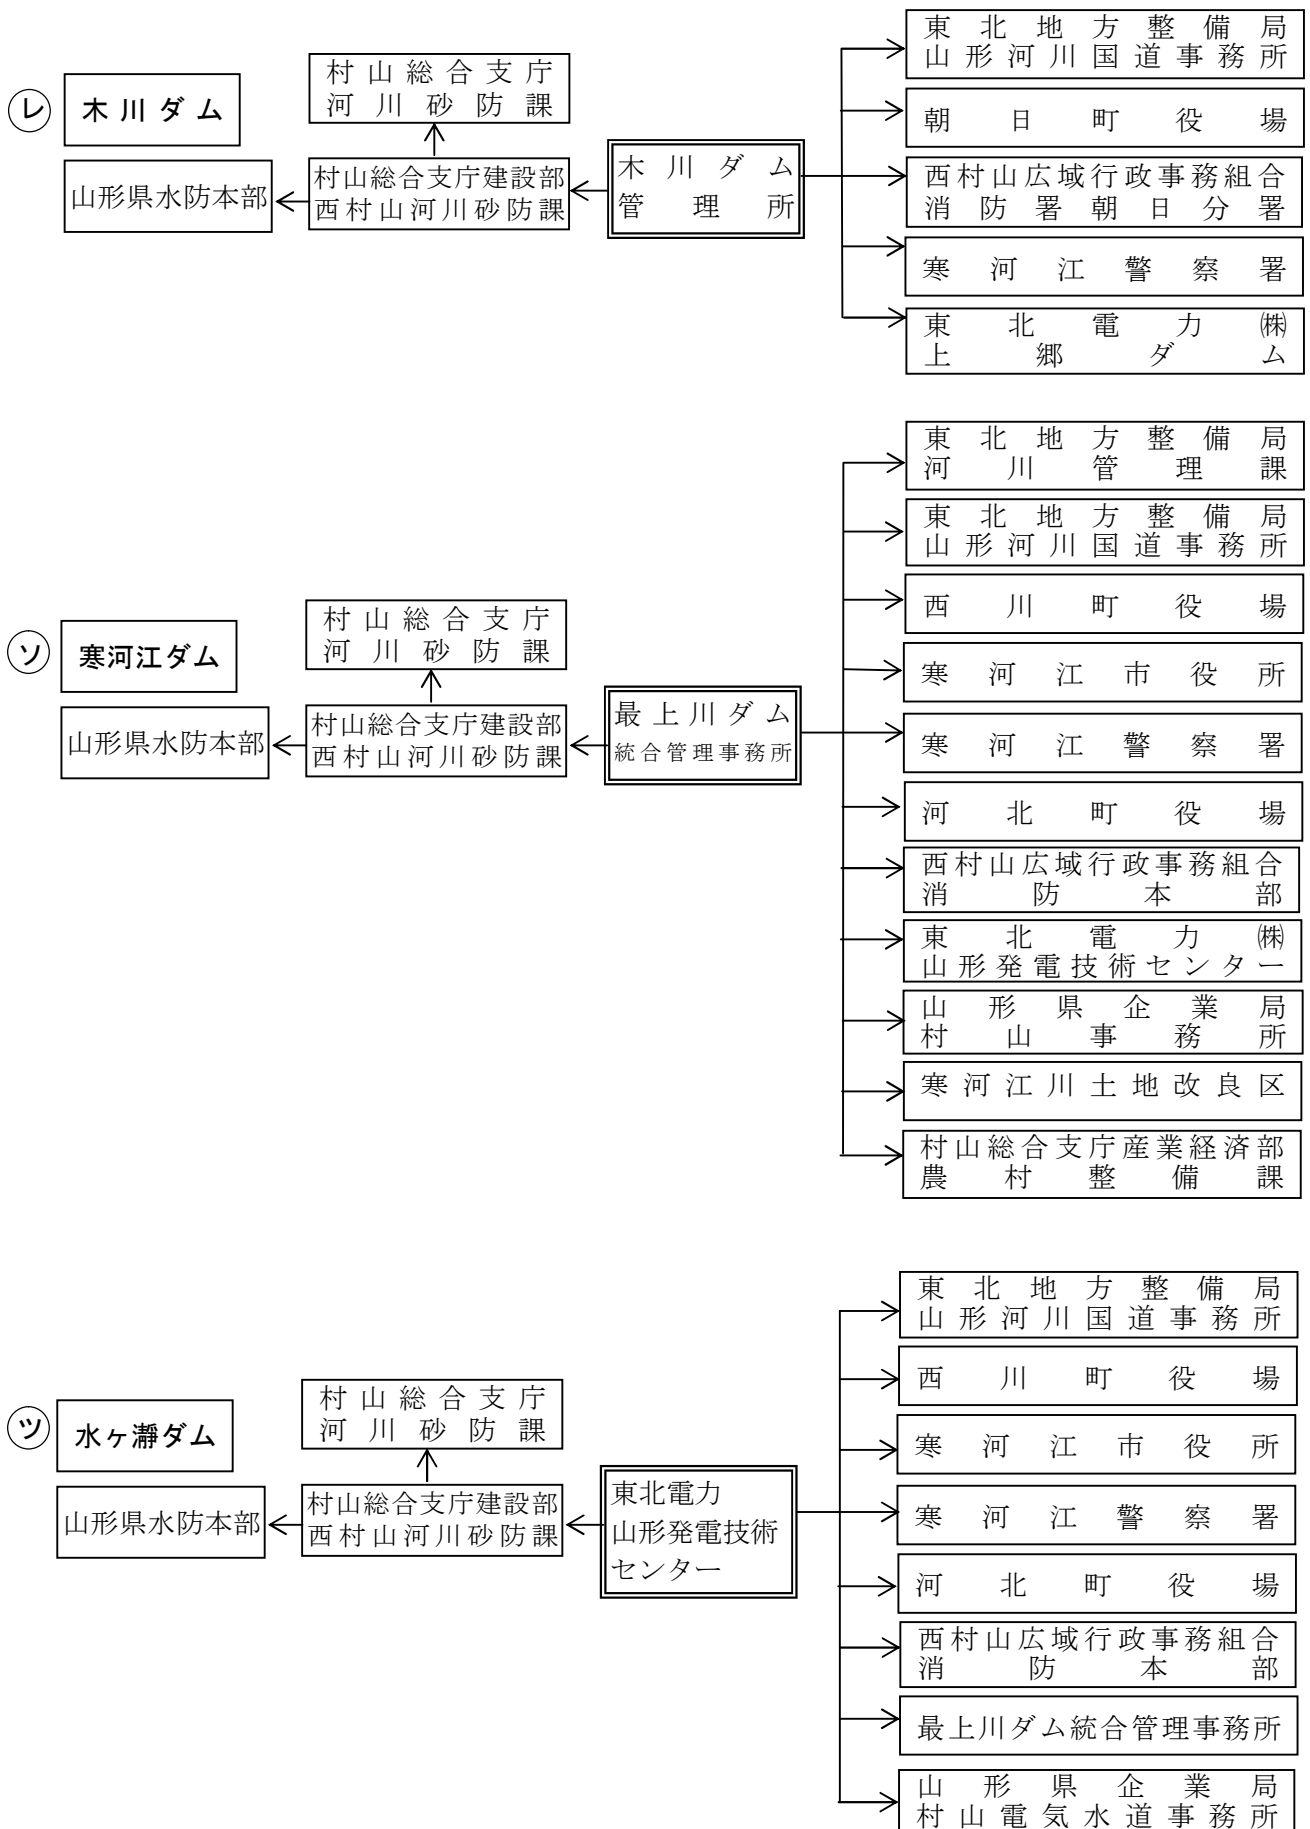 レ
木川ダム
村山総合支庁
河川砂防課
山形県水防本部
村山総合支庁建設部
西村山河川砂防課
木川ダム
管理所
東北地方整備局
山形河川国道事務所
朝日町役場
西村山広域行政事務組合
消防署朝日分署
寒河江警察署
東北電力㈱
上郷ダム
ソ
寒河江ダム
村山総合支庁
河川砂防課
山形県水防本部
村山総合支庁建設部
西村山河川砂防課
最上川ダム
統合管理事務所
東北地方整備局
河川管理課
東北地方整備局
山形河川国道事務所
西川町役場
寒河江市役所
寒河江警察署
河北町役場
西村山広域行政事務組合
消防本部
東北電力㈱
山形発電技術センター
山形県企業局
村山事務所
寒河江川土地改良区
村山総合支庁産業経済部
農村整備課
ツ
水ヶ瀞ダム
村山総合支庁
河川砂防課
山形県水防本部
村山総合支庁建設部
西村山河川砂防課
東北電力
山形発電技術
センター
東北地方整備局
山形河川国道事務所
西川町役場
寒河江市役所
寒河江警察署
河北町役場
西村山広域行政事務組合
消防本部
最上川ダム統合管理事務所
山形県企業局
村山電気水道事務所